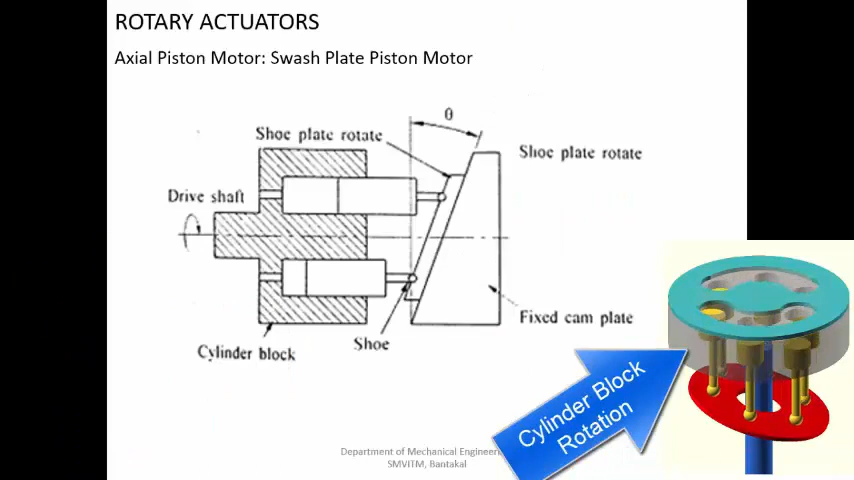 ROTARY ACTUATORS
Axial Piston Motor: Swash Plate Piston Motor
θ
Shoe plate rotate
Shoe plate rotate
Drive shaft
Fixed cam plate
Shoe
Cylinder block
Cylinder Block
Rotation
Department of Mechanical
SMVITM, Bantakal